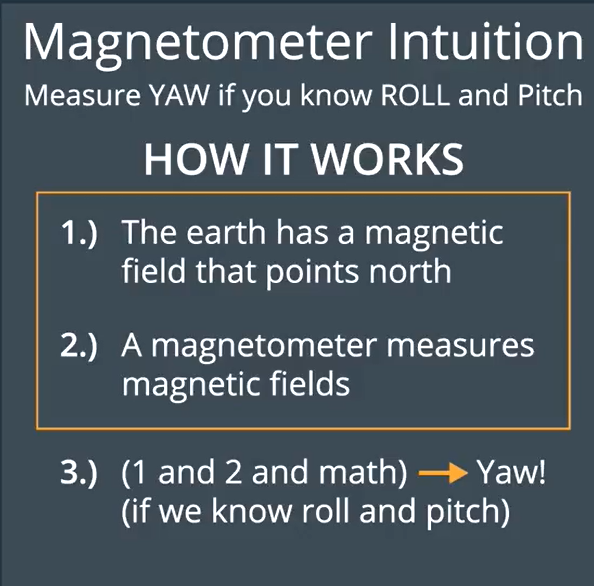 Magnetometer Intuition
Measure YAW if you know ROLL and Pitch
HOW IT WORKS
1.) The earth has a magnetic
field that points north
2.) A magnetometer measures
magnetic fields
3.) (1 and 2 and math) → Yaw!
(if we know roll and pitch)